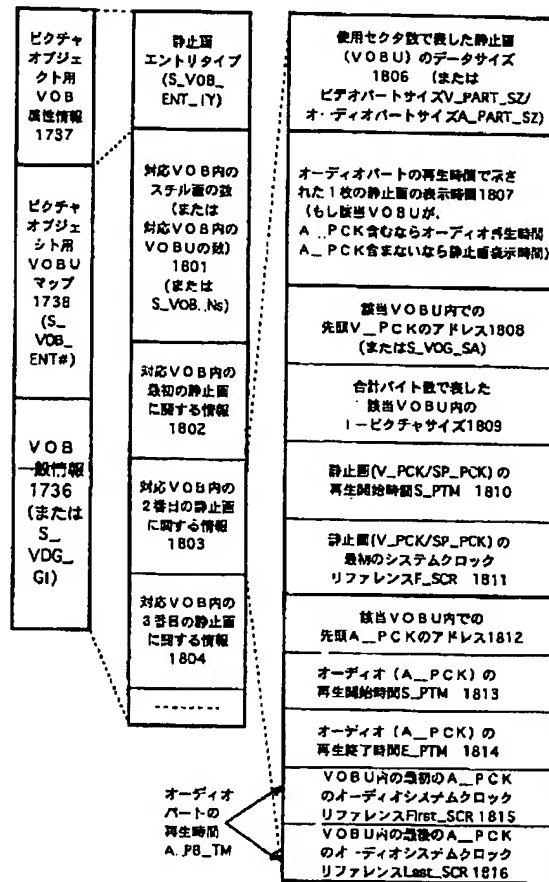 ピクチャ
オブジェ
クト用
VOB
属性情報
1737
ピクチャ
オブジェ
クト用
VOBU
マップ
1738
(S_
VOB_
ENT#)
VOB
一般情報
1736
(または
S_
VDG_
GI)
静止画
エントリタイプ
(S_VOB_
ENT_TY)
対応VOB内の
スチル画の数
(または
対応VOB内の
VOBUの数)
1801
(または
S_VOB_Ns)
対応VOB内の
最初の静止画
に関する情報
1802
対応VOB内の
2番目の静止画
に関する情報
1803
対応VOB内の
3番目の静止画
に関する情報
1804
使用セクタ数で表した静止画
(VOBU)のデータサイズ
1806 (または
ビデオパートサイズV_PART_SZ/
オーディオパートサイズA_PART_SZ)
オーディオパートの再生時間で示さ
れた1枚の静止画の表示時間1807
(もし該当VOBUが、
A_PCK含むならオーディオ再生時間
A_PCK含まないなら静止画表示時間)
該当VOBU内での
先頭V_PCKのアドレス1808
(またはS_VOG_SA)
合計バイト数で表した
該当VOBU内の
I-ピクチャサイズ1809
静止画(V_PCK/SP_PCK)の
再生開始時間S_PTM 1810
静止画(V_PCK/SP_PCK)の
最初のシステムクロック
リファレンスF_SCR 1811
該当VOBU内での
先頭A_PCKのアドレス1812
オーディオ(A_PCK)の
再生開始時間S_PTM 1813
オーディオ(A_PCK)の
再生終了時間E_PTM 1814
VOBU内の最初のA_PCK
のオーディオシステムクロック
リファレンスFirst_SCR 1815
VOBU内の最後のA_PCK
のオーディオシステムクロック
リファレンスLast_SCR 1816
オーディオ
パートの
再生時間
A_PB_TM